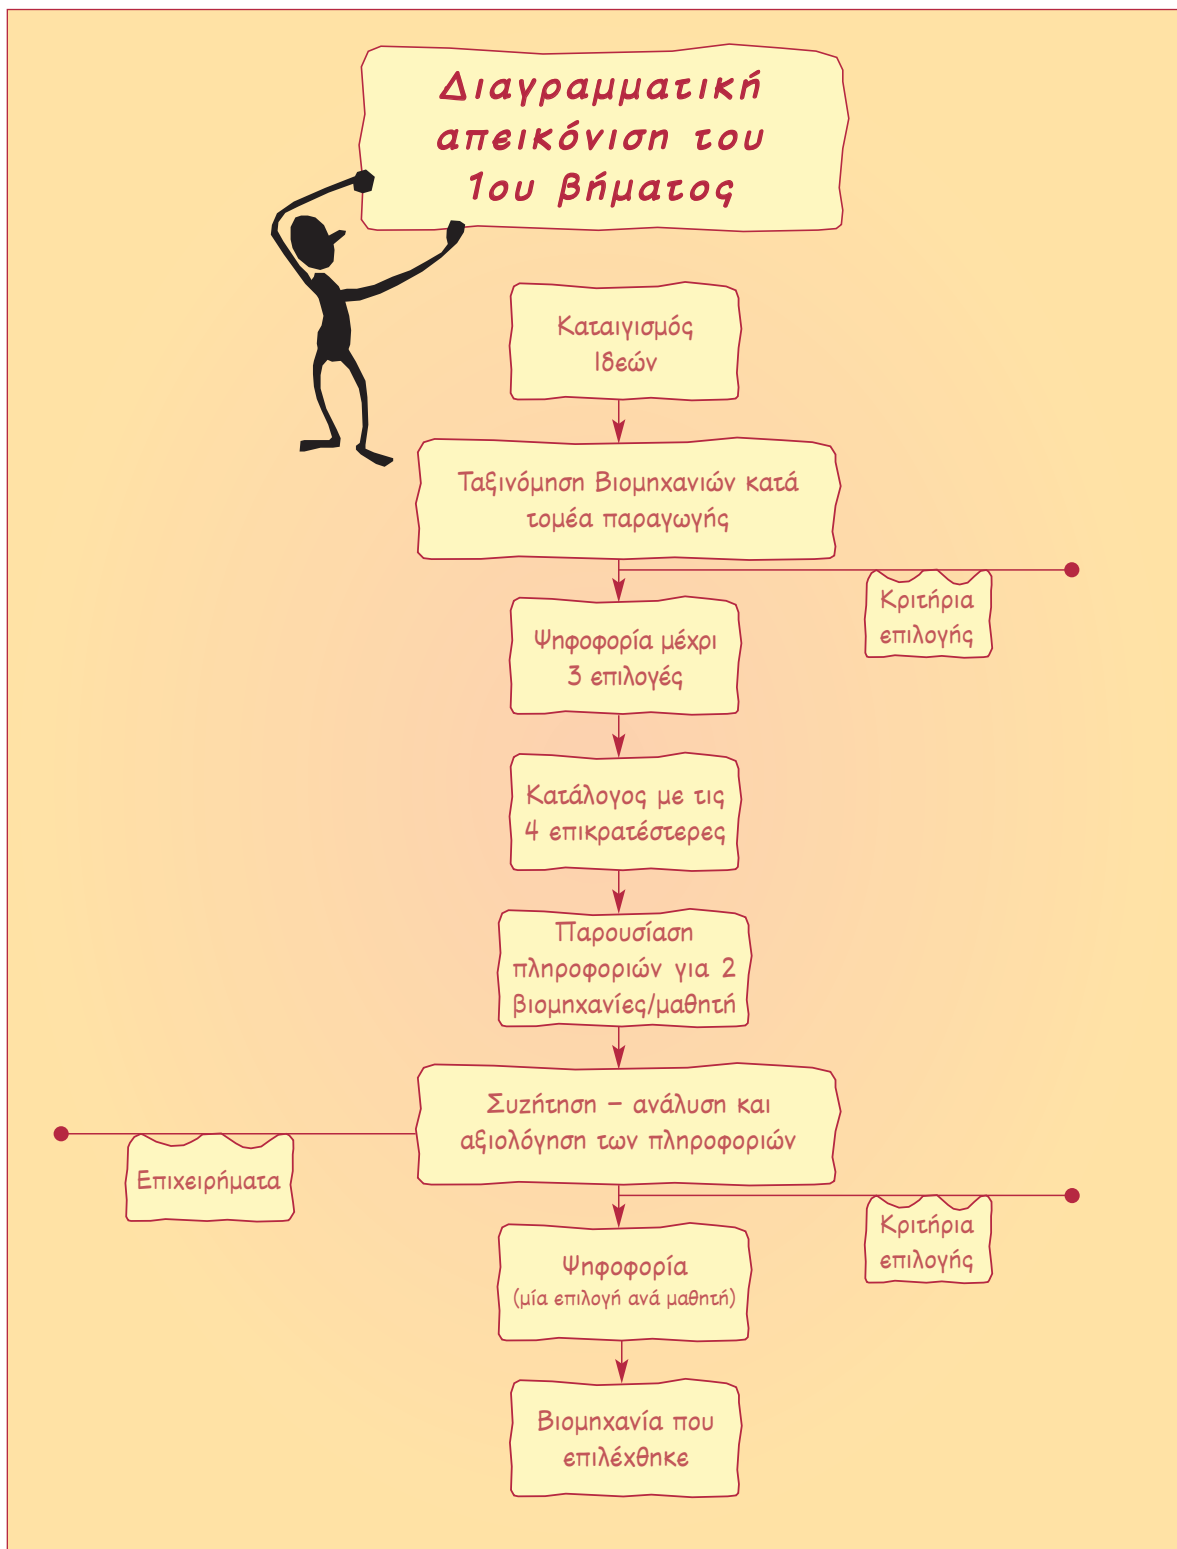 Διαγραμματική
απεικόνιση του
1ου βήματος
Καταιγισμός
Ιδεών
Ταξινόμηση Βιομηχανιών κατά
τομέα παραγωγής
Κριτήρια
επιλογής
Ψηφοφορία μέχρι
3 επιλογές
Κατάλογος με τις
4 επικρατέστερες
Παρουσίαση
πληροφοριών για 2
βιομηχανίες/μαθητή
Συζήτηση – ανάλυση και
αξιολόγηση των πληροφοριών
Επιχειρήματα
Κριτήρια
επιλογής
Ψηφοφορία
(μία επιλογή ανά μαθητή)
Βιομηχανία που
επιλέχθηκε